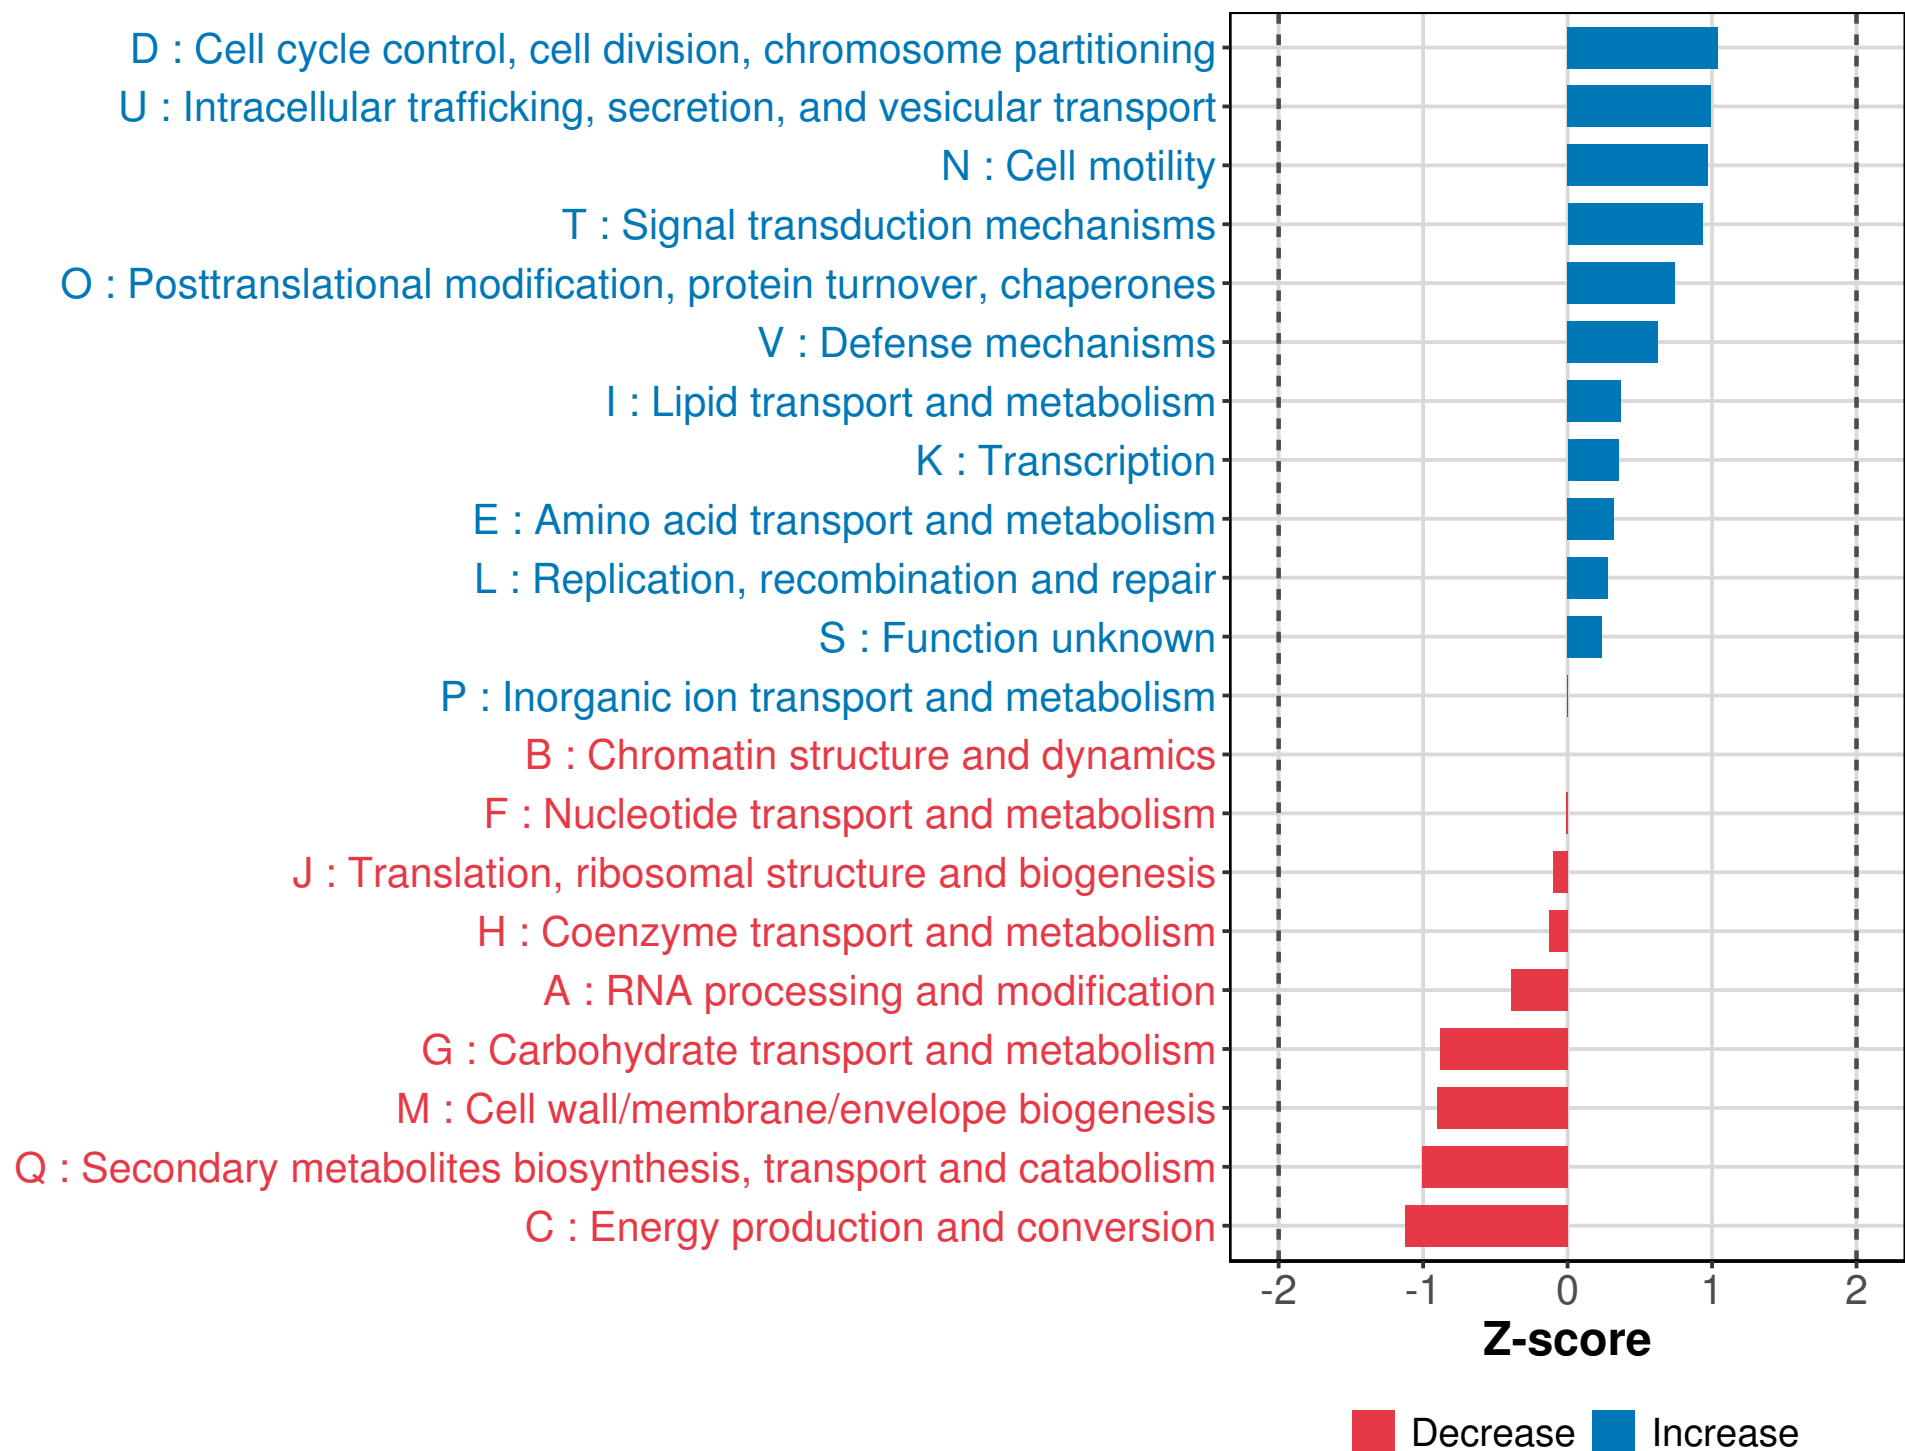 D : Cell cycle control, cell division, chromosome partitioning
U : Intracellular trafficking, secretion, and vesicular transport
N : Cell motility
T : Signal transduction mechanisms
O : Posttranslational modification, protein turnover, chaperones
V : Defense mechanisms
I : Lipid transport and metabolism
K : Transcription
E : Amino acid transport and metabolism
L : Replication, recombination and repair
S : Function unknown
P : Inorganic ion transport and metabolism
B : Chromatin structure and dynamics
F : Nucleotide transport and metabolism
J : Translation, ribosomal structure and biogenesis
H : Coenzyme transport and metabolism
A : RNA processing and modification
G : Carbohydrate transport and metabolism
M : Cell wall/membrane/envelope biogenesis
Q : Secondary metabolites biosynthesis, transport and catabolism
C : Energy production and conversion
-2 -1 0 1 2
Z-score
Decrease Increase